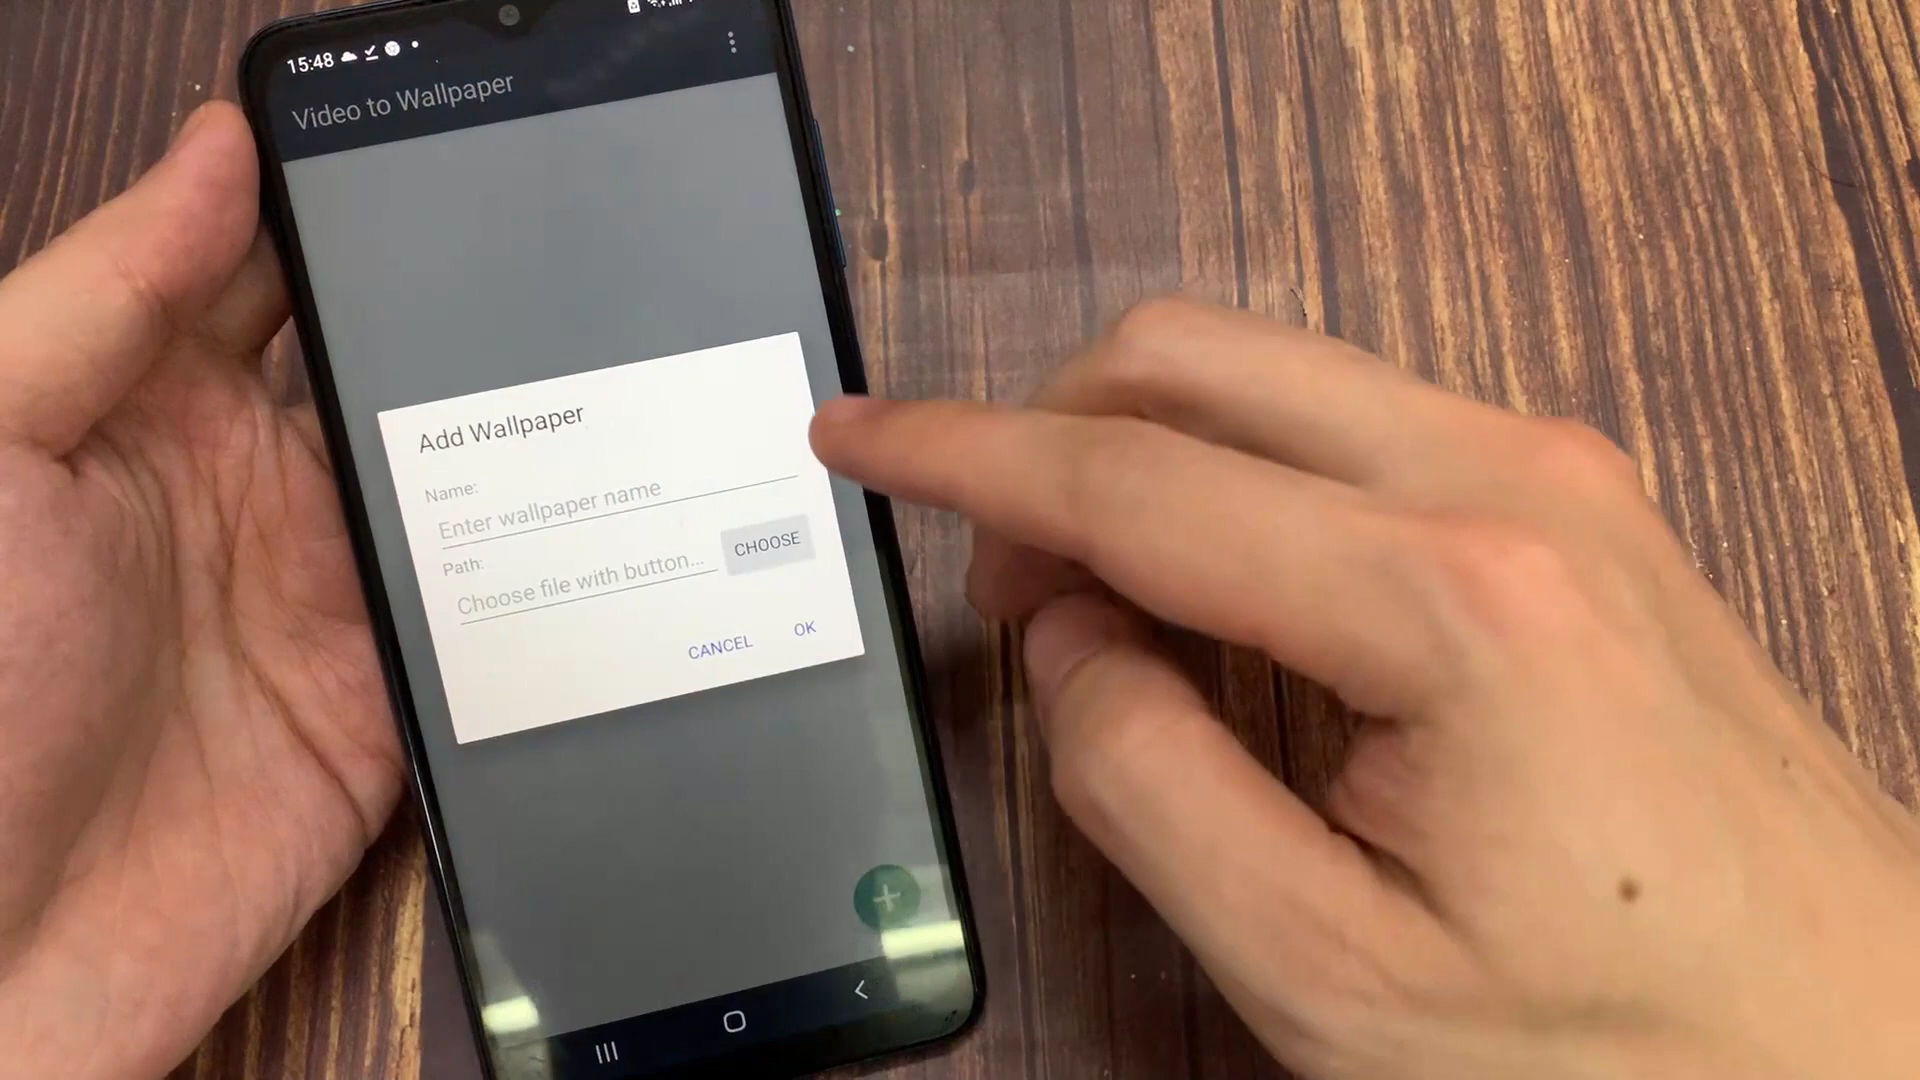 15:48
Video to Wallpaper
Add Wallpaper
Name:
Enter wallpaper name
Path:
Choose file with button...
CHOOSE
CANCEL
OK